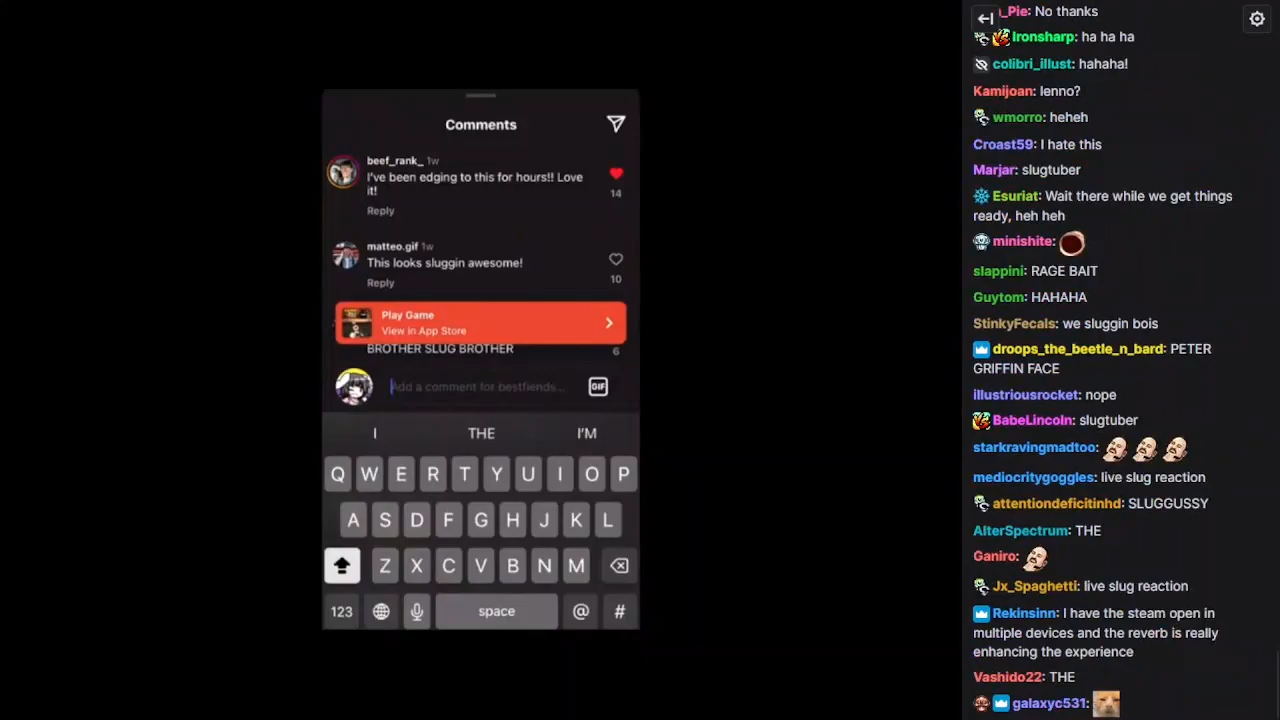 Comments
beef_rank_ 1w
I've been edging to this for hours!! Love
it!
14
Reply
matteo.gif 1w
This looks sluggin awesome!
10
Reply
Play Game
View in App Store
BROTHER SLUG BROTHER
6
Add a comment for bestfiends...
GIF
I THE I'M
Q W E R T Y U I O P
A S D F G H J K L
Z X C V B N M
123 space @ #
_Pie: No thanks
Ironsharp: ha ha ha
colibri_illust: hahaha!
Kamijoan: lenno?
wmorro: heheh
Croast59: I hate this
Marjar: slugtuber
Esuriat: Wait there while we get things
ready, heh heh
minishite:
slappini: RAGE BAIT
Guytom: HAHAHA
StinkyFecals: we sluggin bois
droops_the_beetle_n_bard: PETER
GRIFFIN FACE
illustriousrocket: nope
BabeLincoln: slugtuber
starkravingmadtoo:
mediocritygoggles: live slug reaction
attentiondeficitinhd: SLUGGUSSY
AlterSpectrum: THE
Ganiro:
Jx_Spaghetti: live slug reaction
Rekinsinn: I have the steam open in
multiple devices and the reverb is really
enhancing the experience
Vashido22: THE
galaxyc531: